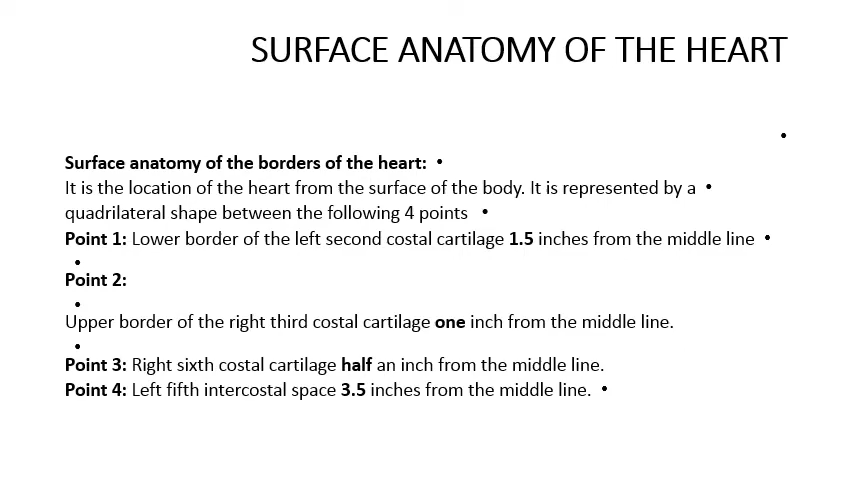 SURFACE ANATOMY OF THE HEART
•
Surface anatomy of the borders of the heart: •
It is the location of the heart from the surface of the body. It is represented by a •
quadrilateral shape between the following 4 points •
Point 1: Lower border of the left second costal cartilage 1.5 inches from the middle line •
•
Point 2:
•
Upper border of the right third costal cartilage one inch from the middle line.
•
Point 3: Right sixth costal cartilage half an inch from the middle line.
Point 4: Left fifth intercostal space 3.5 inches from the middle line. •